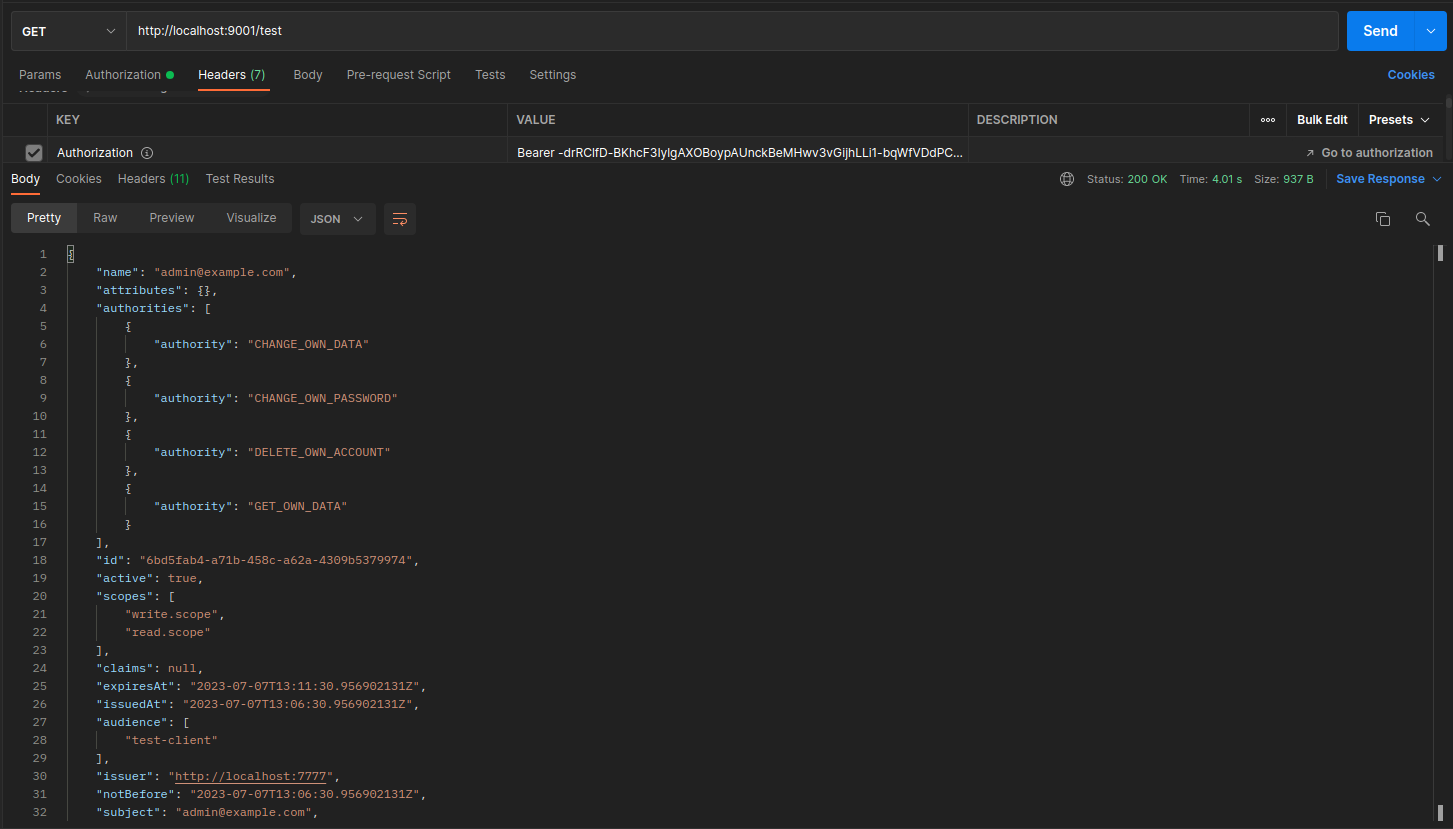 GET http://localhost:9001/test Send
Params Authorization Headers (7) Body Pre-request Script Tests Settings Cookies
KEY VALUE DESCRIPTION ooo Bulk Edit Presets
Authorization Bearer -drRClfD-BKhcF3IylgAXOBoypAUnckBeMHwv3vGijhLLi1-bqWfVDdPC... Go to authorization
Body Cookies Headers (11) Test Results Status: 200 OK Time: 4.01 s Size: 937 B Save Response
Pretty Raw Preview Visualize JSON
1 {
2 "name": "admin@example.com",
3 "attributes": {},
4 "authorities": [
5 {
6 "authority": "CHANGE_OWN_DATA"
7 },
8 {
9 "authority": "CHANGE_OWN_PASSWORD"
10 },
11 {
12 "authority": "DELETE_OWN_ACCOUNT"
13 },
14 {
15 "authority": "GET_OWN_DATA"
16 }
17 ],
18 "id": "6bd5fab4-a71b-458c-a62a-4309b5379974",
19 "active": true,
20 "scopes": [
21 "write.scope",
22 "read.scope"
23 ],
24 "claims": null,
25 "expiresAt": "2023-07-07T13:11:30.956902131Z",
26 "issuedAt": "2023-07-07T13:06:30.956902131Z",
27 "audience": [
28 "test-client"
29 ],
30 "issuer": "http://localhost:7777",
31 "notBefore": "2023-07-07T13:06:30.956902131Z",
32 "subject": "admin@example.com",